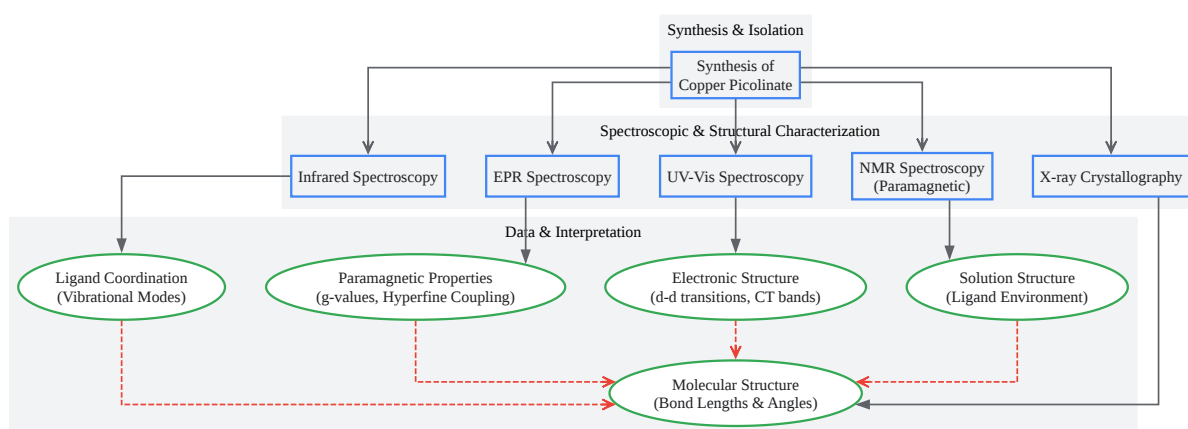 Synthesis & Isolation
Synthesis of
Copper Picolinate
Spectroscopic & Structural Characterization
Infrared Spectroscopy
EPR Spectroscopy
UV-Vis Spectroscopy
NMR Spectroscopy
(Paramagnetic)
X-ray Crystallography
Data & Interpretation
Ligand Coordination
(Vibrational Modes)
Paramagnetic Properties
(g-values, Hyperfine Coupling)
Electronic Structure
(d-d transitions, CT bands)
Solution Structure
(Ligand Environment)
Molecular Structure
(Bond Lengths & Angles)